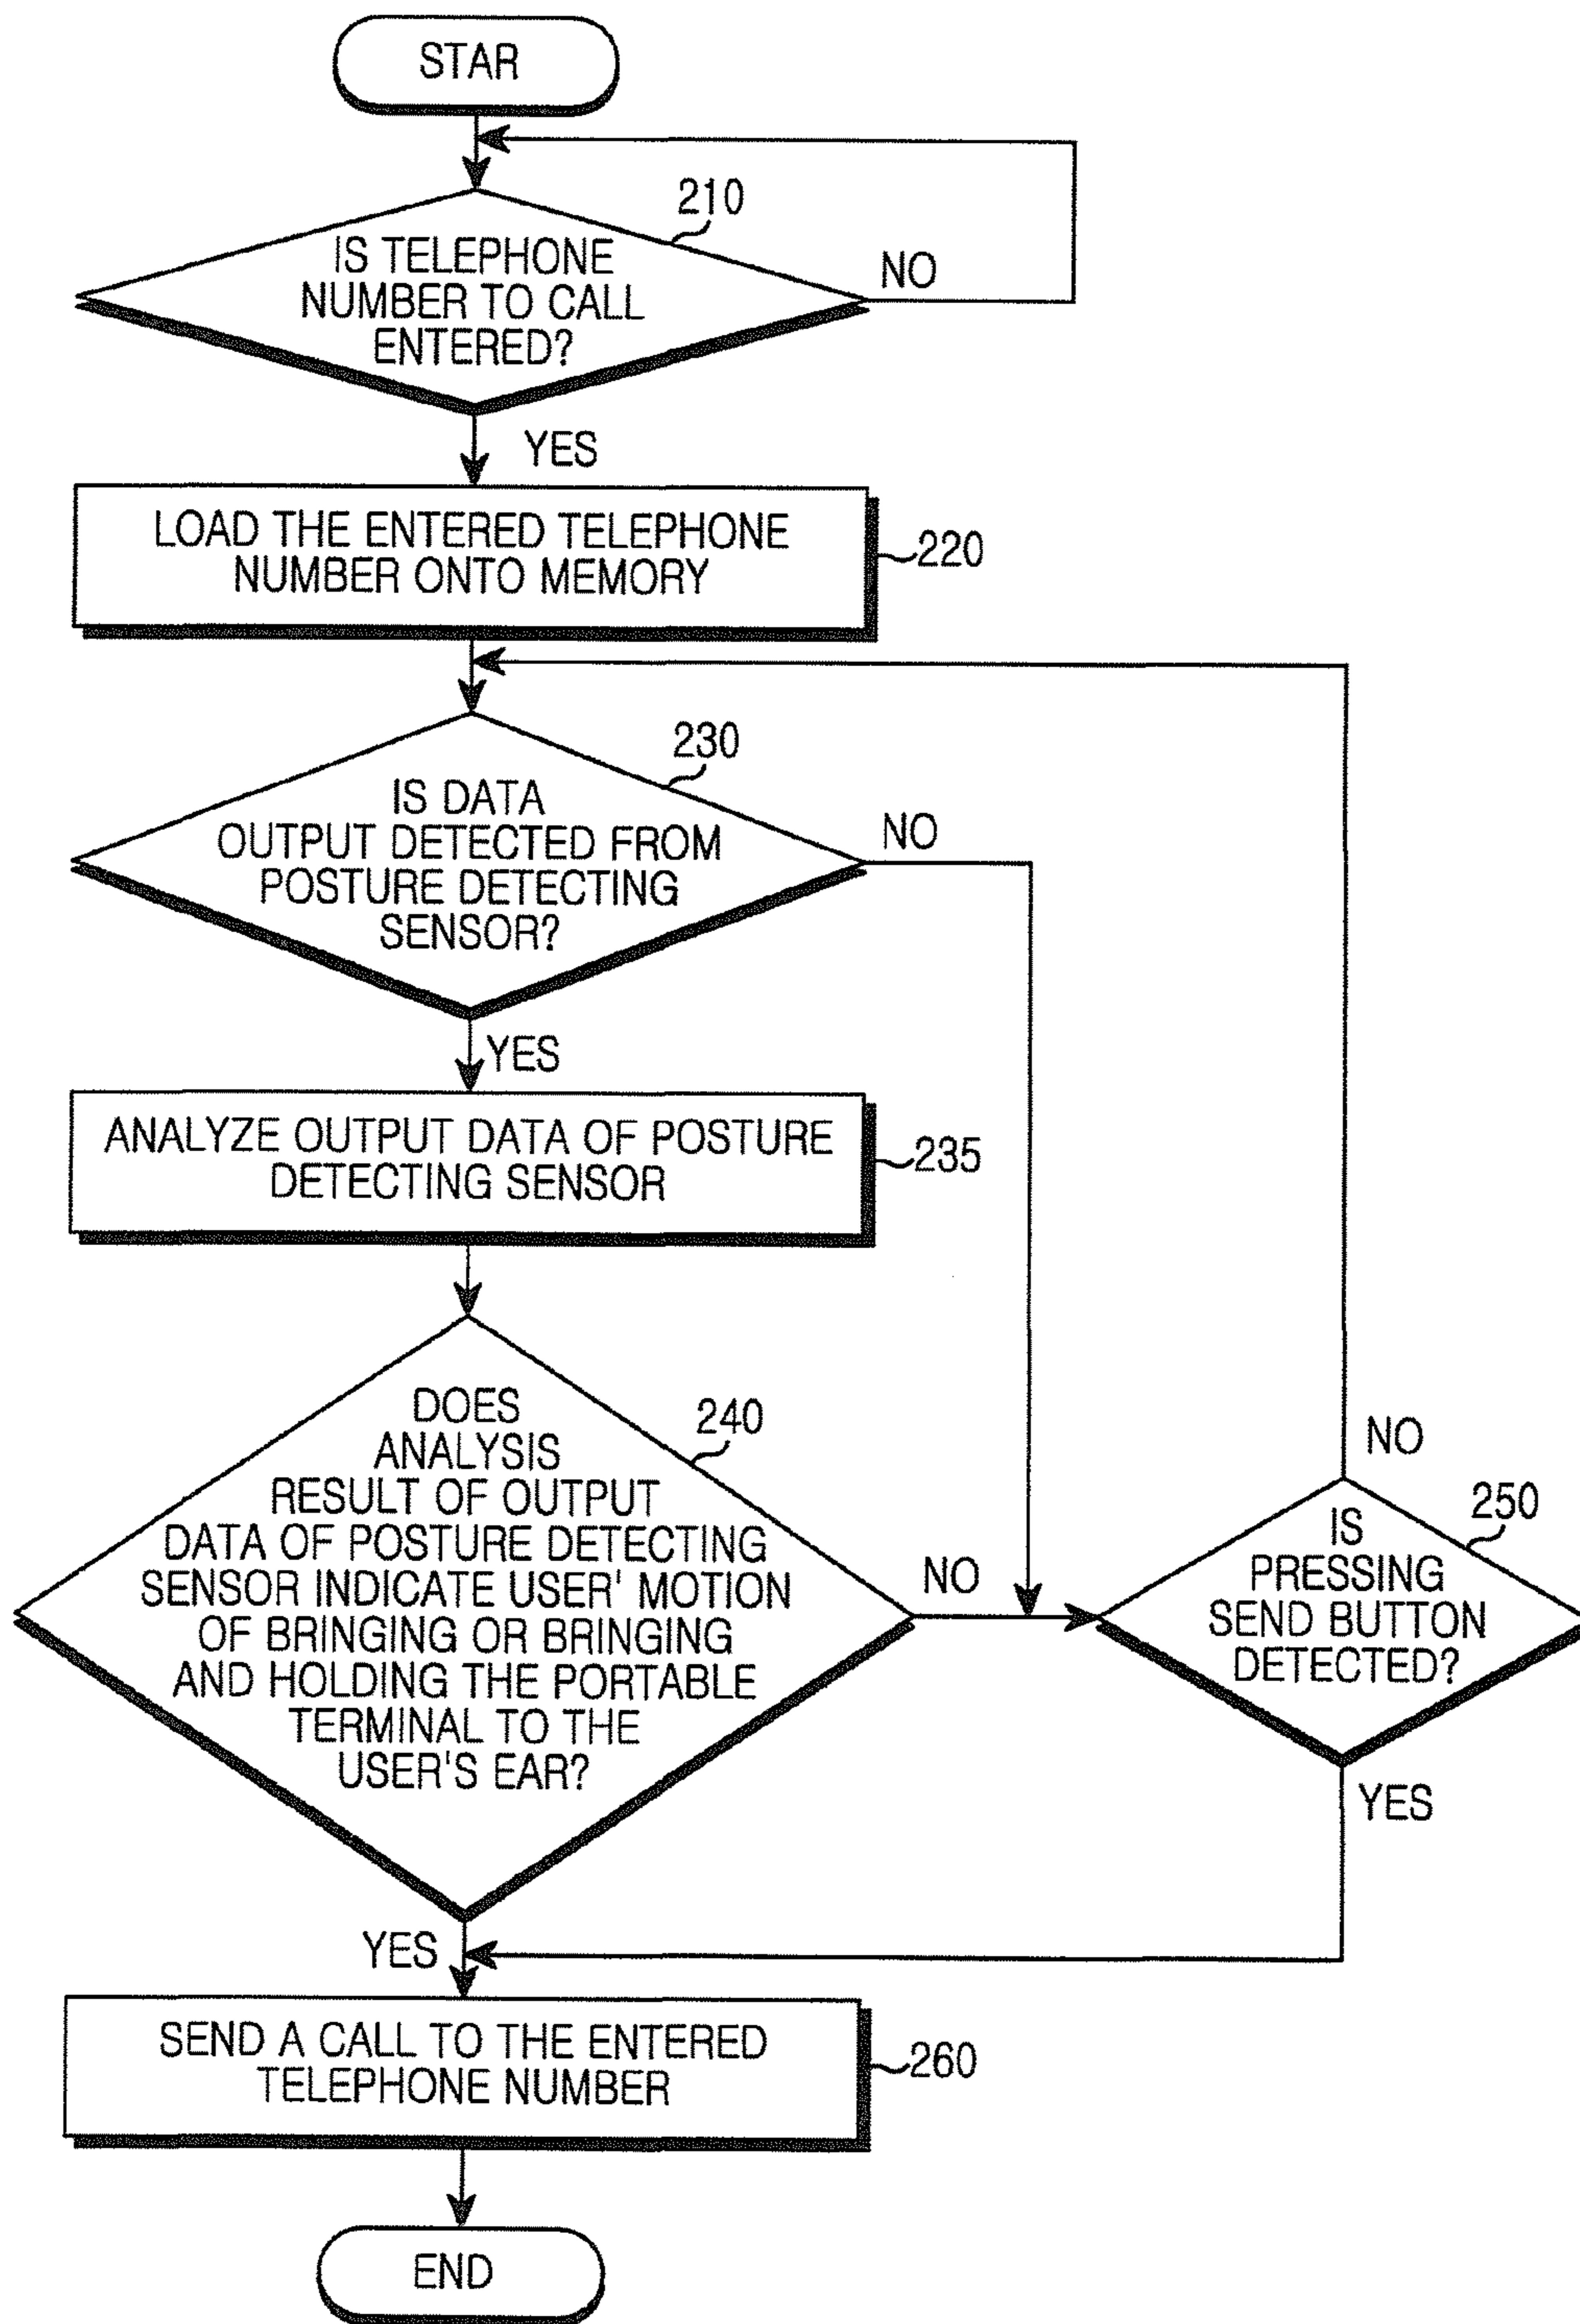 STAR
210
IS TELEPHONE
NUMBER TO CALL
ENTERED?
NO
YES
LOAD THE ENTERED TELEPHONE
NUMBER ONTO MEMORY
220
230
IS DATA
OUTPUT DETECTED FROM
POSTURE DETECTING
SENSOR?
NO
YES
ANALYZE OUTPUT DATA OF POSTURE
DETECTING SENSOR
235
240
DOES
ANALYSIS
RESULT OF OUTPUT
DATA OF POSTURE DETECTING
SENSOR INDICATE USER' MOTION
OF BRINGING OR BRINGING
AND HOLDING THE PORTABLE
TERMINAL TO THE
USER'S EAR?
NO
YES
NO
250
IS
PRESSING
SEND BUTTON
DETECTED?
YES
SEND A CALL TO THE ENTERED
TELEPHONE NUMBER
260
END